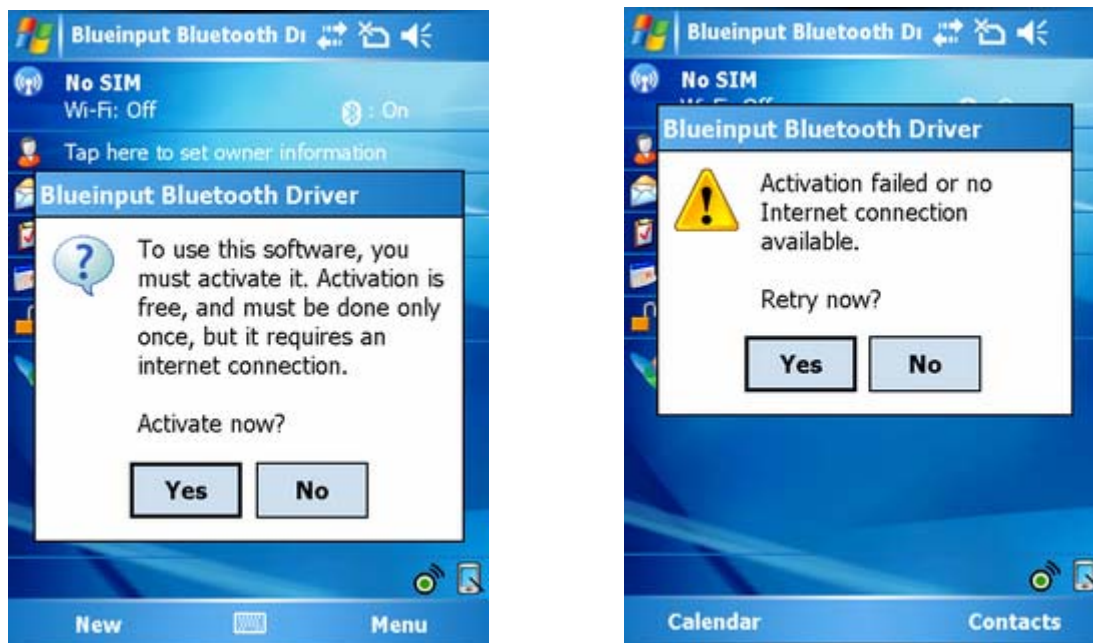 Blueinput Bluetooth Dr
No SIM
Wi-Fi: Off : On
Tap here to set owner information
Blueinput Bluetooth Driver
?
To use this software, you
must activate it. Activation is
free, and must be done only
once, but it requires an
internet connection.
Activate now?
Yes No
New Menu
Blueinput Bluetooth Dr
No SIM
Blueinput Bluetooth Driver
!
Activation failed or no
Internet connection
available.
Retry now?
Yes No
Calendar Contacts